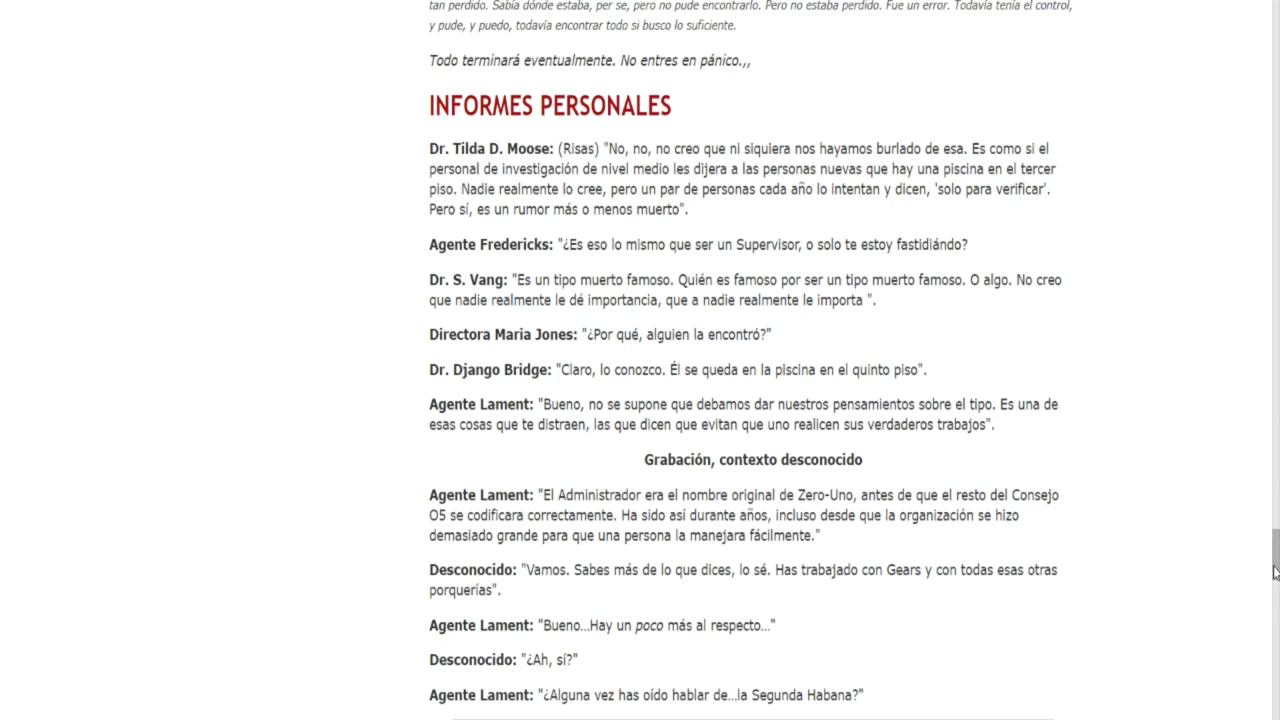 tan perdido. Sabía dónde estaba, per se, pero no pude encontrarlo. Pero no estaba perdido. Fue un error. Todavía tenía el control,
y pude, y puedo, todavía encontrar todo si busco lo suficiente.
Todo terminará eventualmente. No entres en pánico.,,
INFORMES PERSONALES
Dr. Tilda D. Moose: (Risas) "No, no, no creo que ni siquiera nos hayamos burlado de esa. Es como si el
personal de investigación de nivel medio les dijera a las personas nuevas que hay una piscina en el tercer
piso. Nadie realmente lo cree, pero un par de personas cada año lo intentan y dicen, 'solo para verificar'.
Pero sí, es un rumor más o menos muerto".
Agente Fredericks: "¿Es eso lo mismo que ser un Supervisor, o solo te estoy fastidiándo?
Dr. S. Vang: "Es un tipo muerto famoso. Quién es famoso por ser un tipo muerto famoso. O algo. No creo
que nadie realmente le dé importancia, que a nadie realmente le importa ".
Directora Maria Jones: "¿Por qué, alguien la encontró?"
Dr. Django Bridge: "Claro, lo conozco. Él se queda en la piscina en el quinto piso".
Agente Lament: "Bueno, no se supone que debamos dar nuestros pensamientos sobre el tipo. Es una de
esas cosas que te distraen, las que dicen que evitan que uno realicen sus verdaderos trabajos".
Grabación, contexto desconocido
Agente Lament: "El Administrador era el nombre original de Zero-Uno, antes de que el resto del Consejo
O5 se codificara correctamente. Ha sido así durante años, incluso desde que la organización se hizo
demasiado grande para que una persona la manejara fácilmente."
Desconocido: "Vamos. Sabes más de lo que dices, lo sé. Has trabajado con Gears y con todas esas otras
porquerías".
Agente Lament: "Bueno...Hay un poco más al respecto..."
Desconocido: "¿Ah, sí?"
Agente Lament: "¿Alguna vez has oído hablar de...la Segunda Habana?"